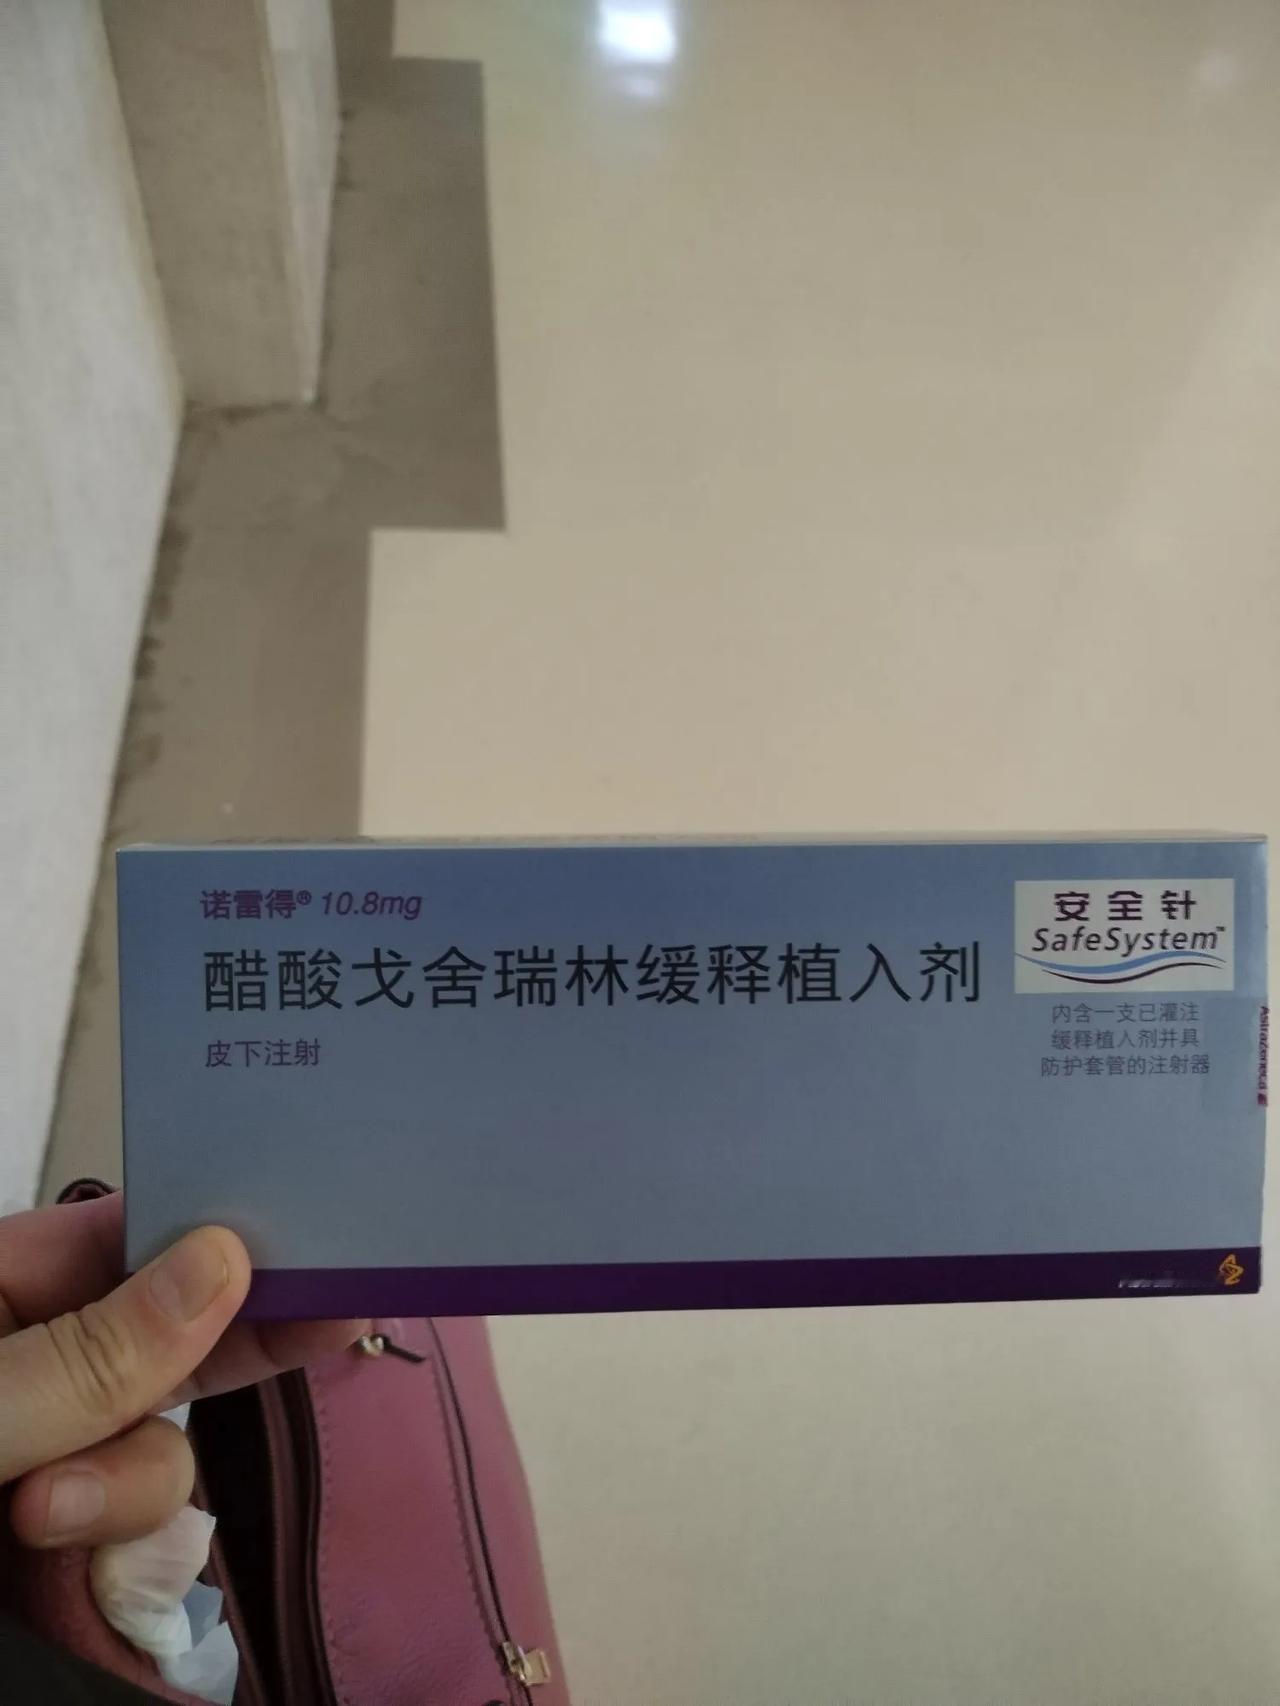 诺雷得® 10.8mg
醋酸戈舍瑞林缓释植入剂
皮下注射
安全针
SafeSystem™
内含一支已灌注
缓释植入剂并具
防护套管的注射器
AstraZeneca